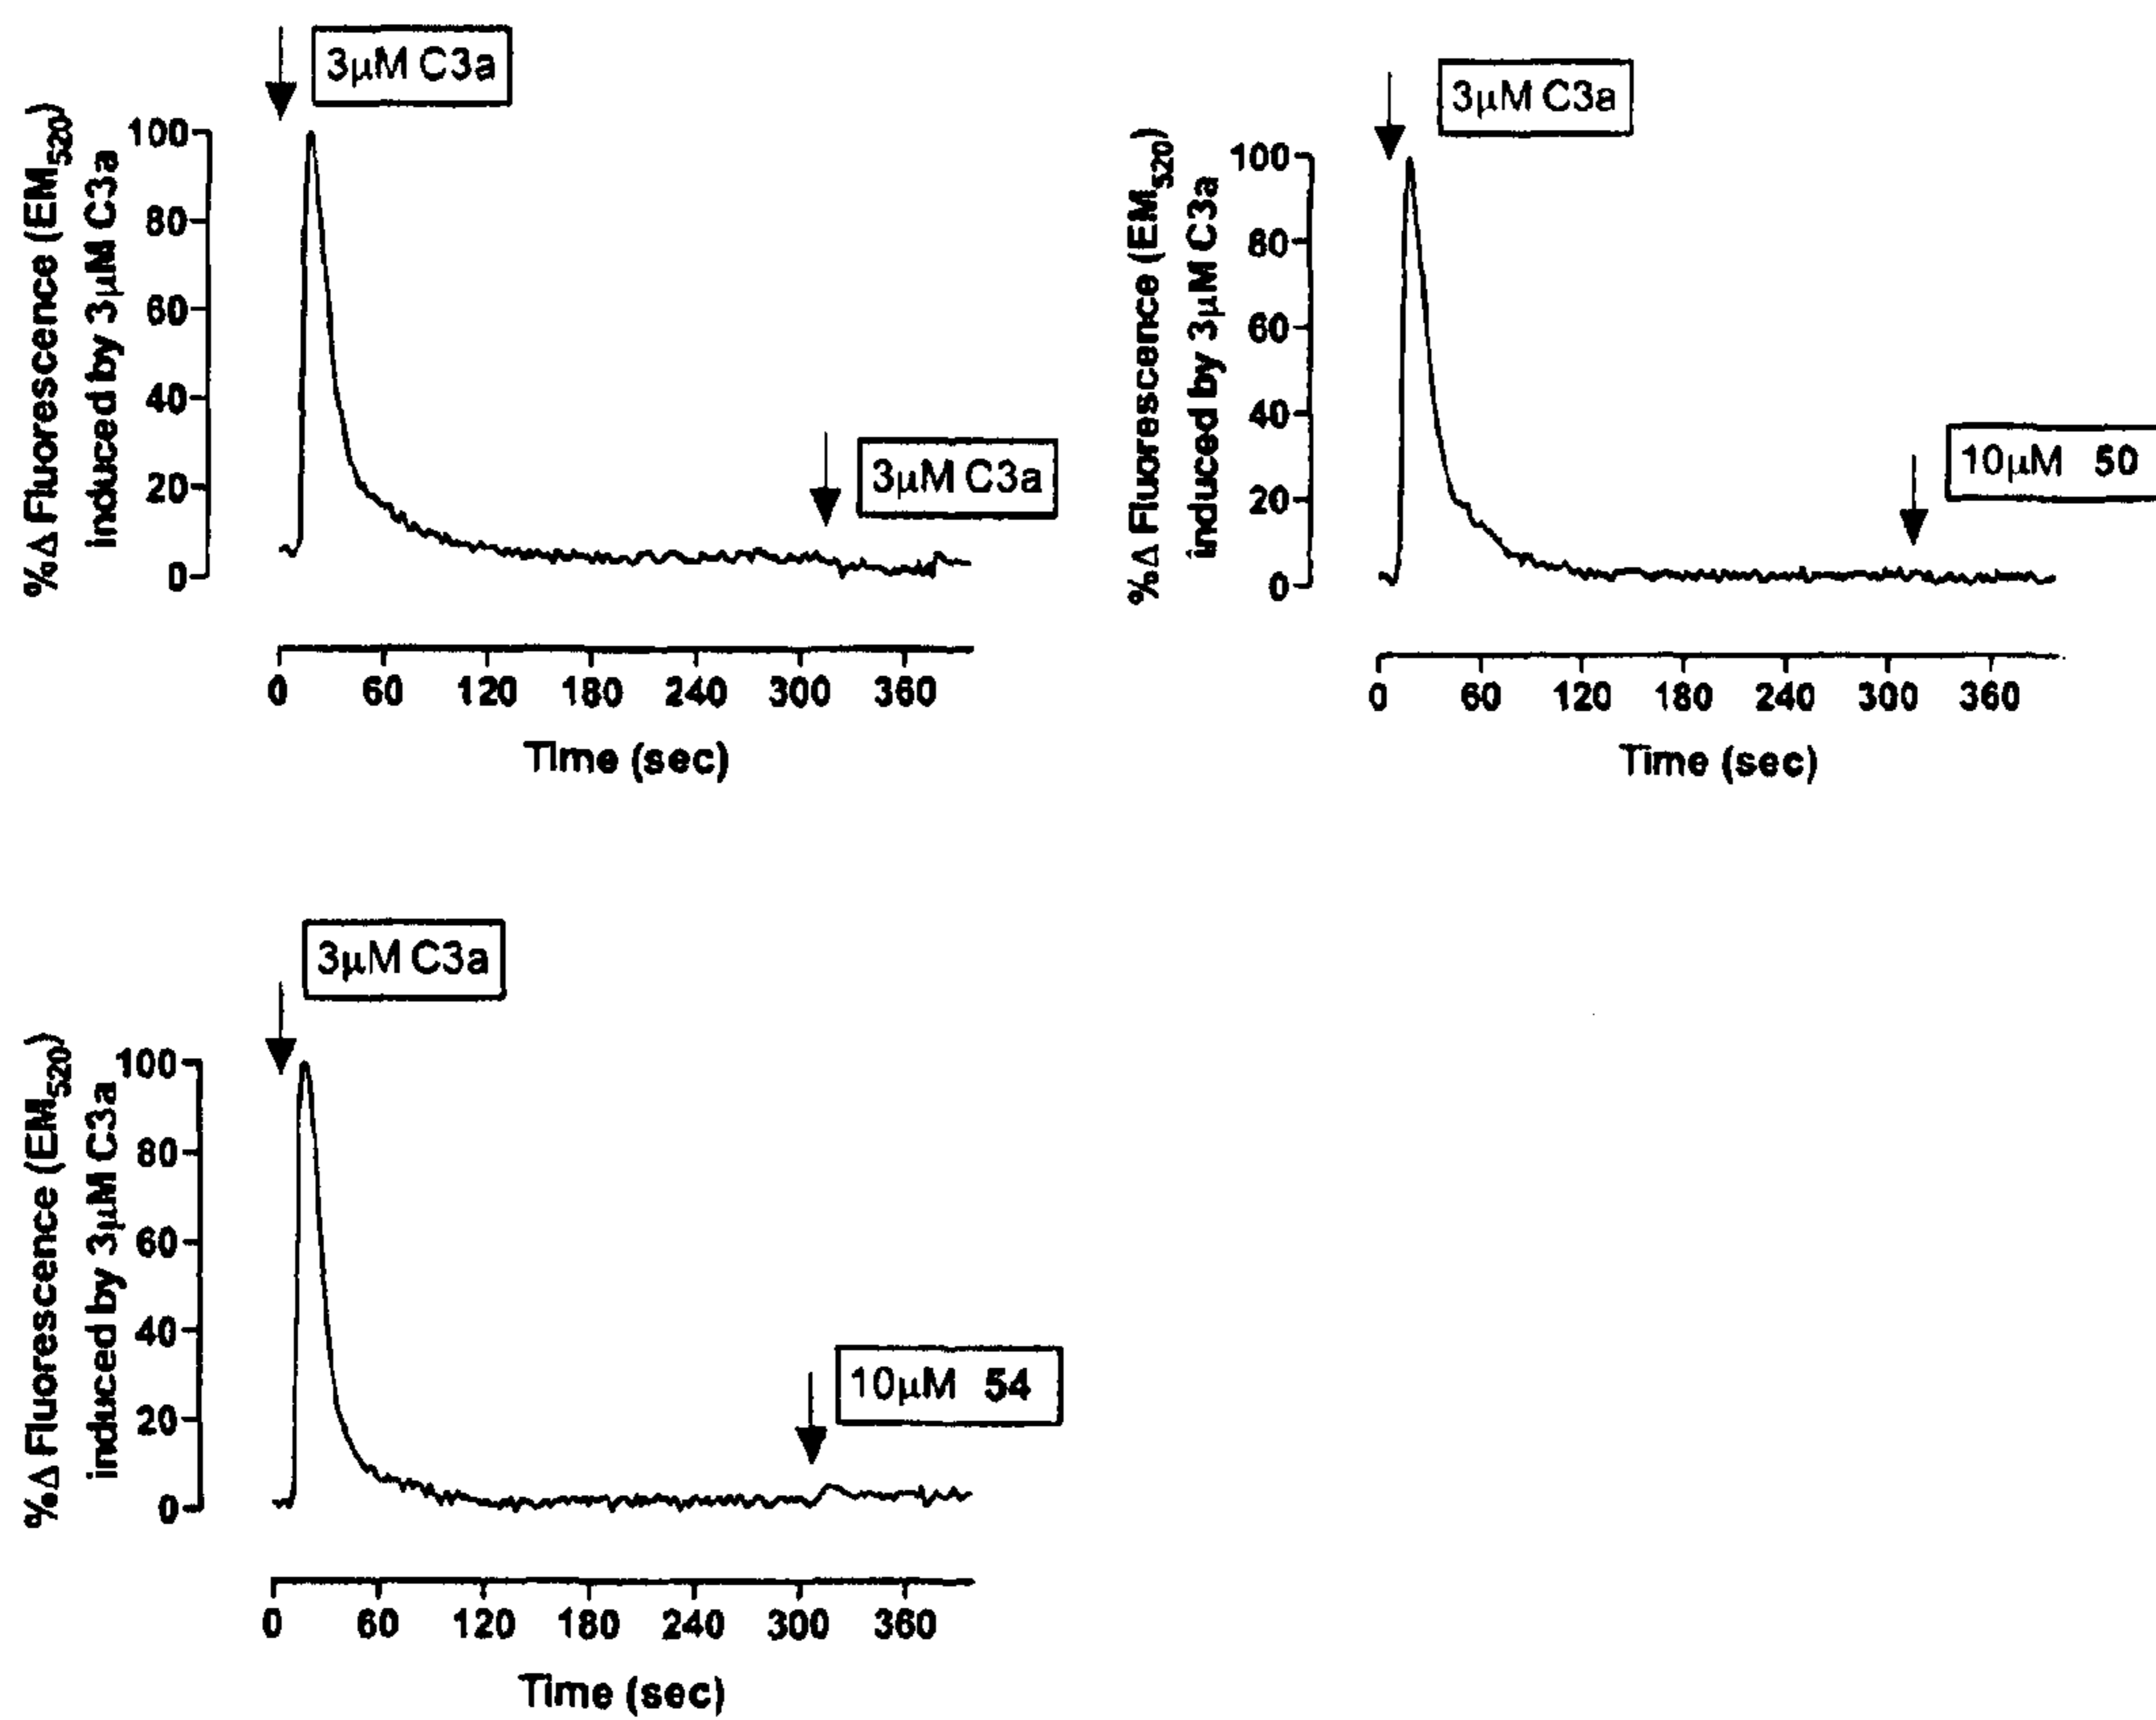 3μM C3a
%Δ Fluorescence (EM520)
induced by 3μM C3a
100
80
60
40
20
0
3μM C3a
0 60 120 180 240 300 360
Time (sec)
3μM C3a
%Δ Fluorescence (EM520)
induced by 3μM C3a
100
80
60
40
20
0
10μM 50
0 60 120 180 240 300 360
Time (sec)
3μM C3a
%Δ Fluorescence (EM520)
induced by 3μM C3a
100
80
60
40
20
0
10μM 54
0 60 120 180 240 300 360
Time (sec)